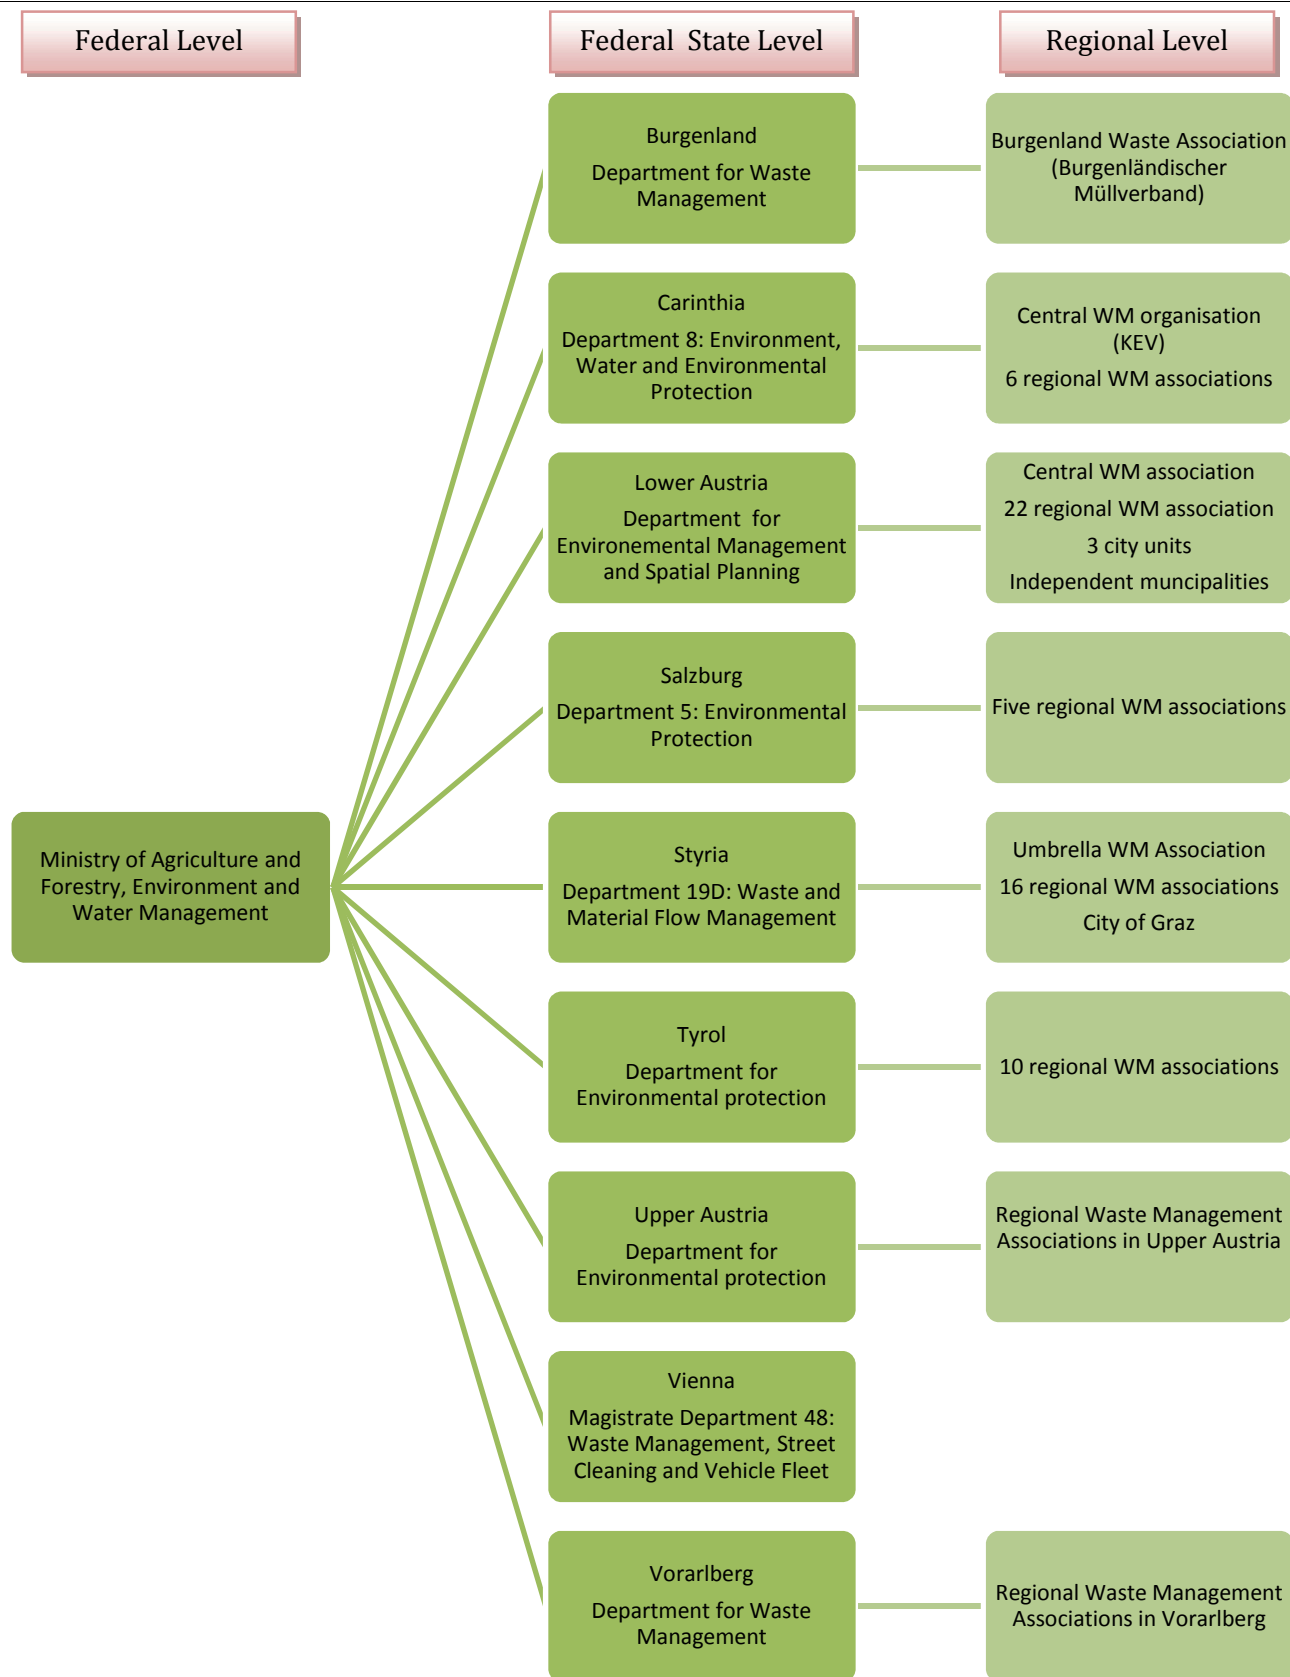 Federal Level
Federal State Level
Regional Level
Burgenland
Department for Waste
Management
Burgenland Waste Association
(Burgenländischer
Müllverband)
Carinthia
Department 8: Environment,
Water and Environmental
Protection
Central WM organisation
(KEV)
6 regional WM associations
Lower Austria
Department for
Environemental Management
and Spatial Planning
Central WM association
22 regional WM association
3 city units
Independent muncipalities
Salzburg
Department 5: Environmental
Protection
Five regional WM associations
Ministry of Agriculture and
Forestry, Environment and
Water Management
Styria
Department 19D: Waste and
Material Flow Management
Umbrella WM Association
16 regional WM associations
City of Graz
Tyrol
Department for
Environmental protection
10 regional WM associations
Upper Austria
Department for
Environmental protection
Regional Waste Management
Associations in Upper Austria
Vienna
Magistrate Department 48:
Waste Management, Street
Cleaning and Vehicle Fleet
Vorarlberg
Department for Waste
Management
Regional Waste Management
Associations in Vorarlberg